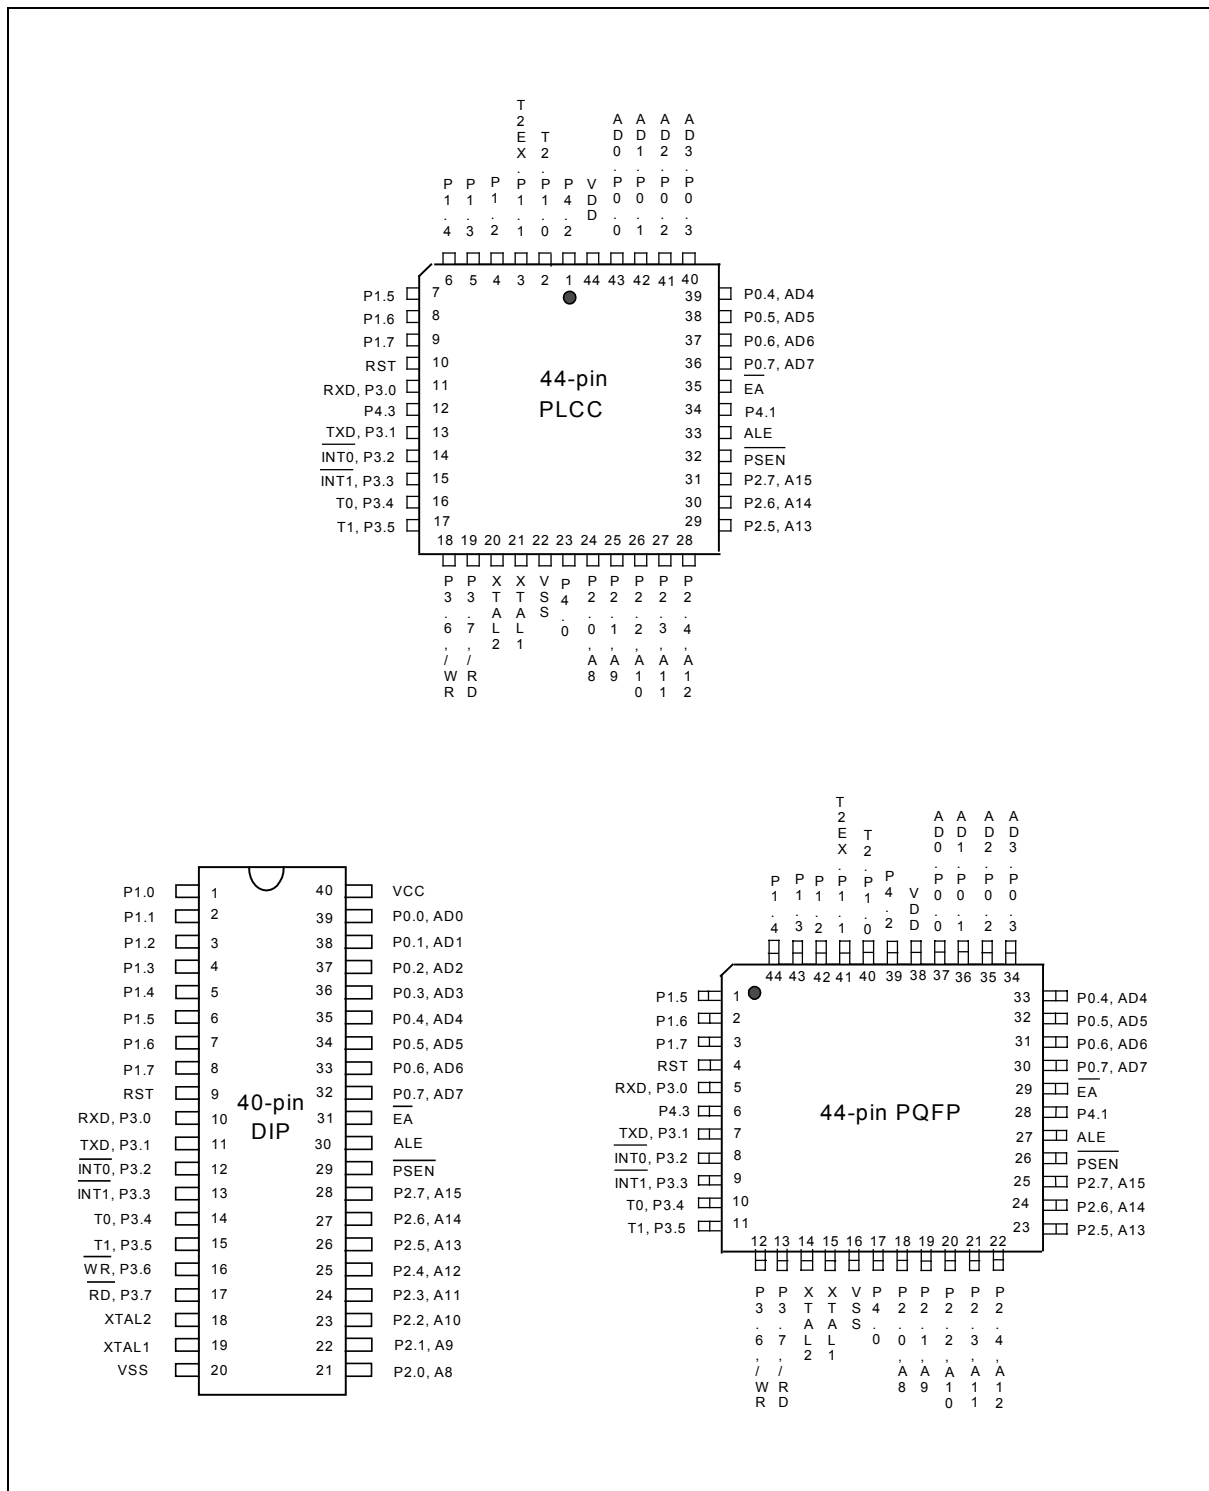 T2EX.P1.1
T2.P1.0
AD0.P0.0
AD1.P0.1
AD2.P0.2
AD3.P0.3
P1.4
P1.3
P1.2
P4.2
VDD
6 5 4 3 2 1 44 43 42 41 40
P1.5 7
P1.6 8
P1.7 9
RST 10
RXD, P3.0 11
P4.3 12
TXD, P3.1 13
INT0, P3.2 14
INT1, P3.3 15
T0, P3.4 16
T1, P3.5 17
44-pin
PLCC
39 P0.4, AD4
38 P0.5, AD5
37 P0.6, AD6
36 P0.7, AD7
35 EA
34 P4.1
33 ALE
32 PSEN
31 P2.7, A15
30 P2.6, A14
29 P2.5, A13
18 19 20 21 22 23 24 25 26 27 28
P3.6,/WR
P3.7,/RD
XTAL2
XTAL1
VSS
P4.0
P2.0,A8
P2.1,A9
P2.2,A10
P2.3,A11
P2.4,A12
P1.0 1
P1.1 2
P1.2 3
P1.3 4
P1.4 5
P1.5 6
P1.6 7
P1.7 8
RST 9
RXD, P3.0 10
TXD, P3.1 11
INT0, P3.2 12
INT1, P3.3 13
T0, P3.4 14
T1, P3.5 15
WR, P3.6 16
RD, P3.7 17
XTAL2 18
XTAL1 19
VSS 20
40-pin
DIP
40 VCC
39 P0.0, AD0
38 P0.1, AD1
37 P0.2, AD2
36 P0.3, AD3
35 P0.4, AD4
34 P0.5, AD5
33 P0.6, AD6
32 P0.7, AD7
31 EA
30 ALE
29 PSEN
28 P2.7, A15
27 P2.6, A14
26 P2.5, A13
25 P2.4, A12
24 P2.3, A11
23 P2.2, A10
22 P2.1, A9
21 P2.0, A8
P1.4
P1.3
P1.2
T2EX.P1.1
T2.P1.0
P4.2
VDD
AD0.P0.0
AD1.P0.1
AD2.P0.2
AD3.P0.3
44 43 42 41 40 39 38 37 36 35 34
P1.5 1
P1.6 2
P1.7 3
RST 4
RXD, P3.0 5
P4.3 6
TXD, P3.1 7
INT0, P3.2 8
INT1, P3.3 9
T0, P3.4 10
T1, P3.5 11
44-pin PQFP
33 P0.4, AD4
32 P0.5, AD5
31 P0.6, AD6
30 P0.7, AD7
29 EA
28 P4.1
27 ALE
26 PSEN
25 P2.7, A15
24 P2.6, A14
23 P2.5, A13
12 13 14 15 16 17 18 19 20 21 22
P3.6,/WR
P3.7,/RD
XTAL2
XTAL1
VSS
P4.0
P2.0,A8
P2.1,A9
P2.2,A10
P2.3,A11
P2.4,A12